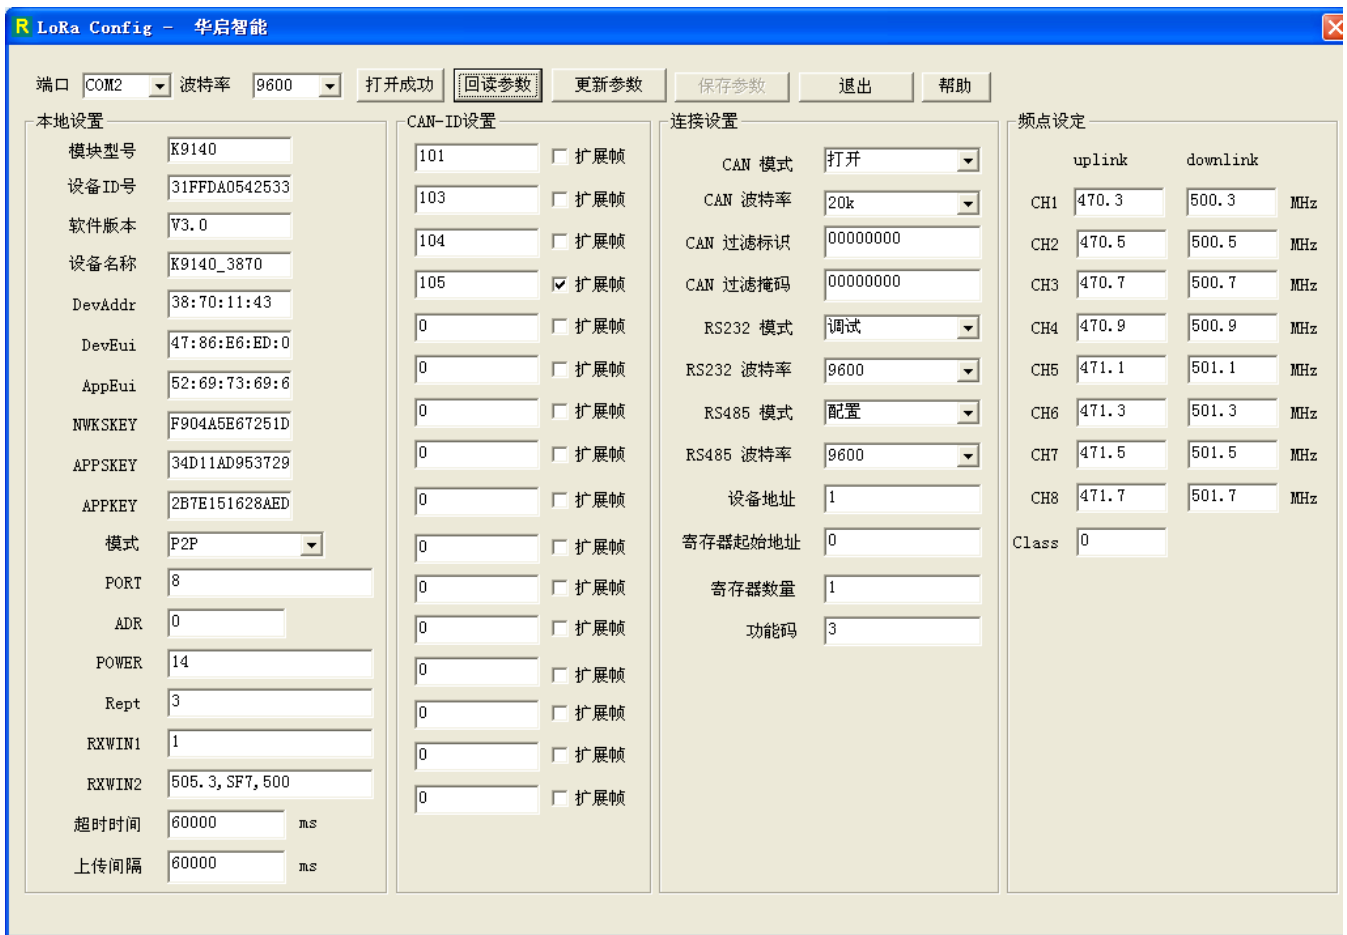 R LoRa Config - 华启智能
端口 COM2 波特率 9600 打开成功 回读参数 更新参数 保存参数 退出 帮助
本地设置
模块型号 K9140
设备ID号 31FFDA0542533
软件版本 V3.0
设备名称 K9140_3870
DevAddr 38:70:11:43
DevEui 47:86:E6:ED:0
AppEui 52:69:73:69:6
NWKSKEY F904A5E67251D
APPSKEY 34D11AD953729
APPKEY 2B7E151628AED
模式 P2P
PORT 8
ADR 0
POWER 14
Rept 3
RXWIN1 1
RXWIN2 505.3,SF7,500
超时时间 60000 ms
上传间隔 60000 ms
CAN-ID设置
101 扩展帧
103 扩展帧
104 扩展帧
105 扩展帧
0 扩展帧
0 扩展帧
0 扩展帧
0 扩展帧
0 扩展帧
0 扩展帧
0 扩展帧
0 扩展帧
0 扩展帧
0 扩展帧
0 扩展帧
0 扩展帧
连接设置
CAN 模式 打开
CAN 波特率 20k
CAN 过滤标识 00000000
CAN 过滤掩码 00000000
RS232 模式 调试
RS232 波特率 9600
RS485 模式 配置
RS485 波特率 9600
设备地址 1
寄存器起始地址 0
寄存器数量 1
功能码 3
频点设定
uplink downlink
CH1 470.3 500.3 MHz
CH2 470.5 500.5 MHz
CH3 470.7 500.7 MHz
CH4 470.9 500.9 MHz
CH5 471.1 501.1 MHz
CH6 471.3 501.3 MHz
CH7 471.5 501.5 MHz
CH8 471.7 501.7 MHz
Class 0